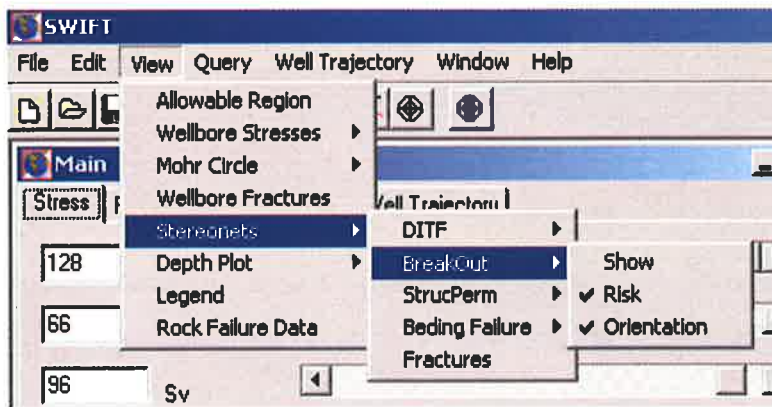 SWIFT
File Edit View Query Well Trajectory Window Help
Allowable Region
Wellbore Stresses
Main
Mohr Circle
Stress
Wellbore Fractures
Well Trajectory
Stereonets
DITF
128
Depth Plot
BreakOut
Show
Legend
StrucPerm
Risk
66
Rock Failure Data
Beding Failure
Orientation
Fractures
96
Sv